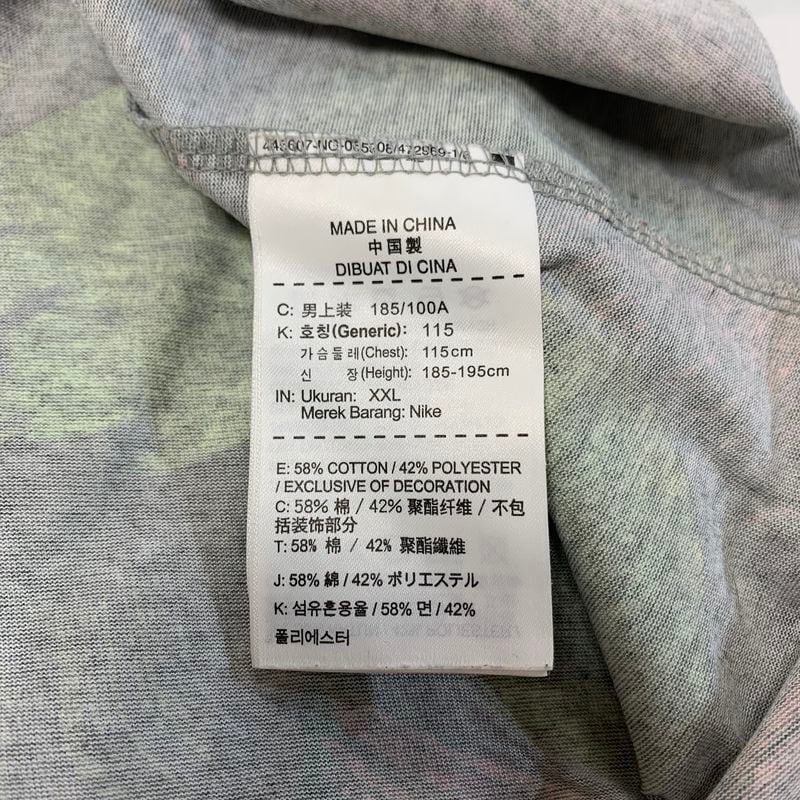 MADE IN CHINA
中国製
DIBUAT DI CINA
C: 男上装 185/100A
K: 호칭(Generic): 115
가슴둘레(Chest): 115cm
신 장(Height): 185-195cm
IN: Ukuran: XXL
Merek Barang: Nike
E: 58% COTTON / 42% POLYESTER
/ EXCLUSIVE OF DECORATION
C: 58% 棉 / 42% 聚酯纤维 / 不包
括装饰部分
T: 58% 棉 / 42% 聚酯纖維
J: 58% 綿 / 42% ポリエステル
K: 섬유혼용율 / 58% 면 / 42%
폴리에스터